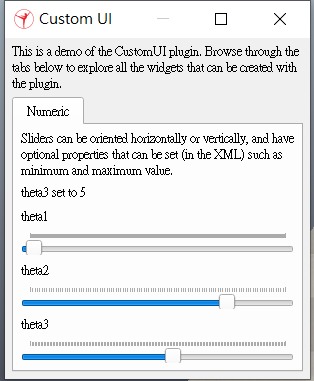 Custom UI
This is a demo of the CustomUI plugin. Browse through the
tabs below to explore all the widgets that can be created with
the plugin.
Numeric
Sliders can be oriented horizontally or vertically, and have
optional properties that can be set (in the XML) such as
minimum and maximum value.
theta3 set to 5
theta1
theta2
theta3